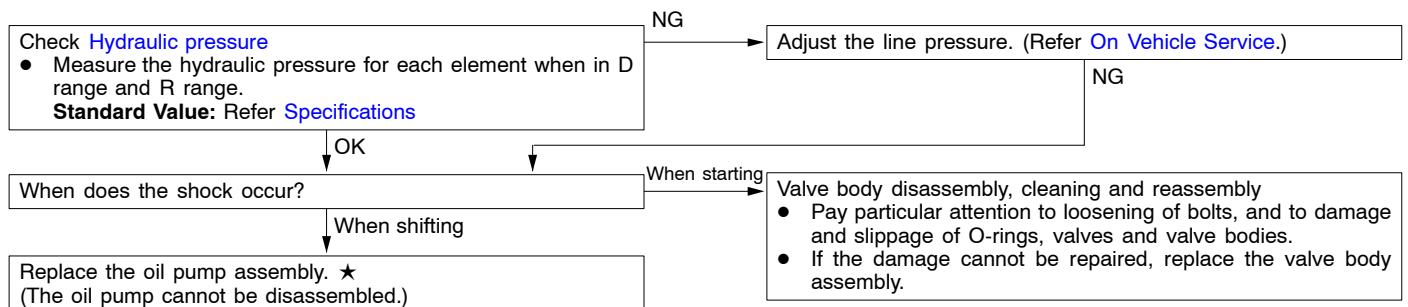 NG
Check Hydraulic pressure
● Measure the hydraulic pressure for each element when in D
range and R range.
Standard Value: Refer Specifications
Adjust the line pressure. (Refer On Vehicle Service.)
NG
OK
When does the shock occur?
When starting
Valve body disassembly, cleaning and reassembly
● Pay particular attention to loosening of bolts, and to damage
and slippage of O-rings, valves and valve bodies.
● If the damage cannot be repaired, replace the valve body
assembly.
When shifting
Replace the oil pump assembly. ★
(The oil pump cannot be disassembled.)